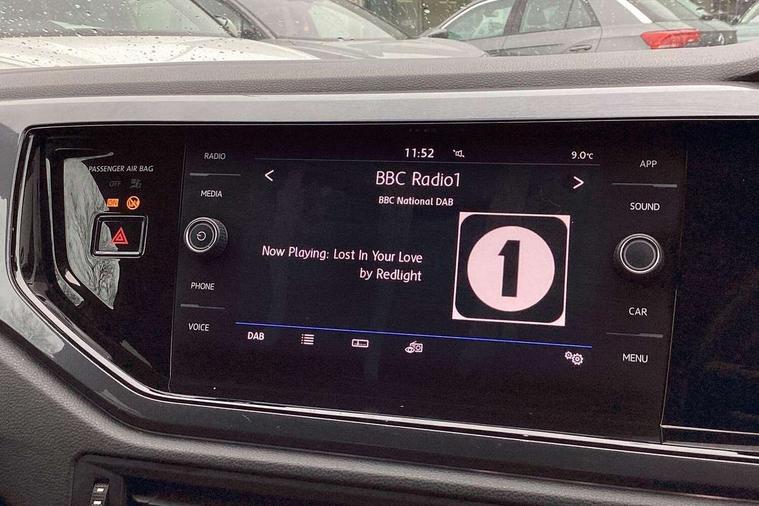 PASSENGER AIR BAG
OFF
ON
RADIO
MEDIA
PHONE
VOICE
11:52
9.0°C
BBC Radio1
BBC National DAB
Now Playing: Lost In Your Love
by Redlight
1
DAB
APP
SOUND
CAR
MENU